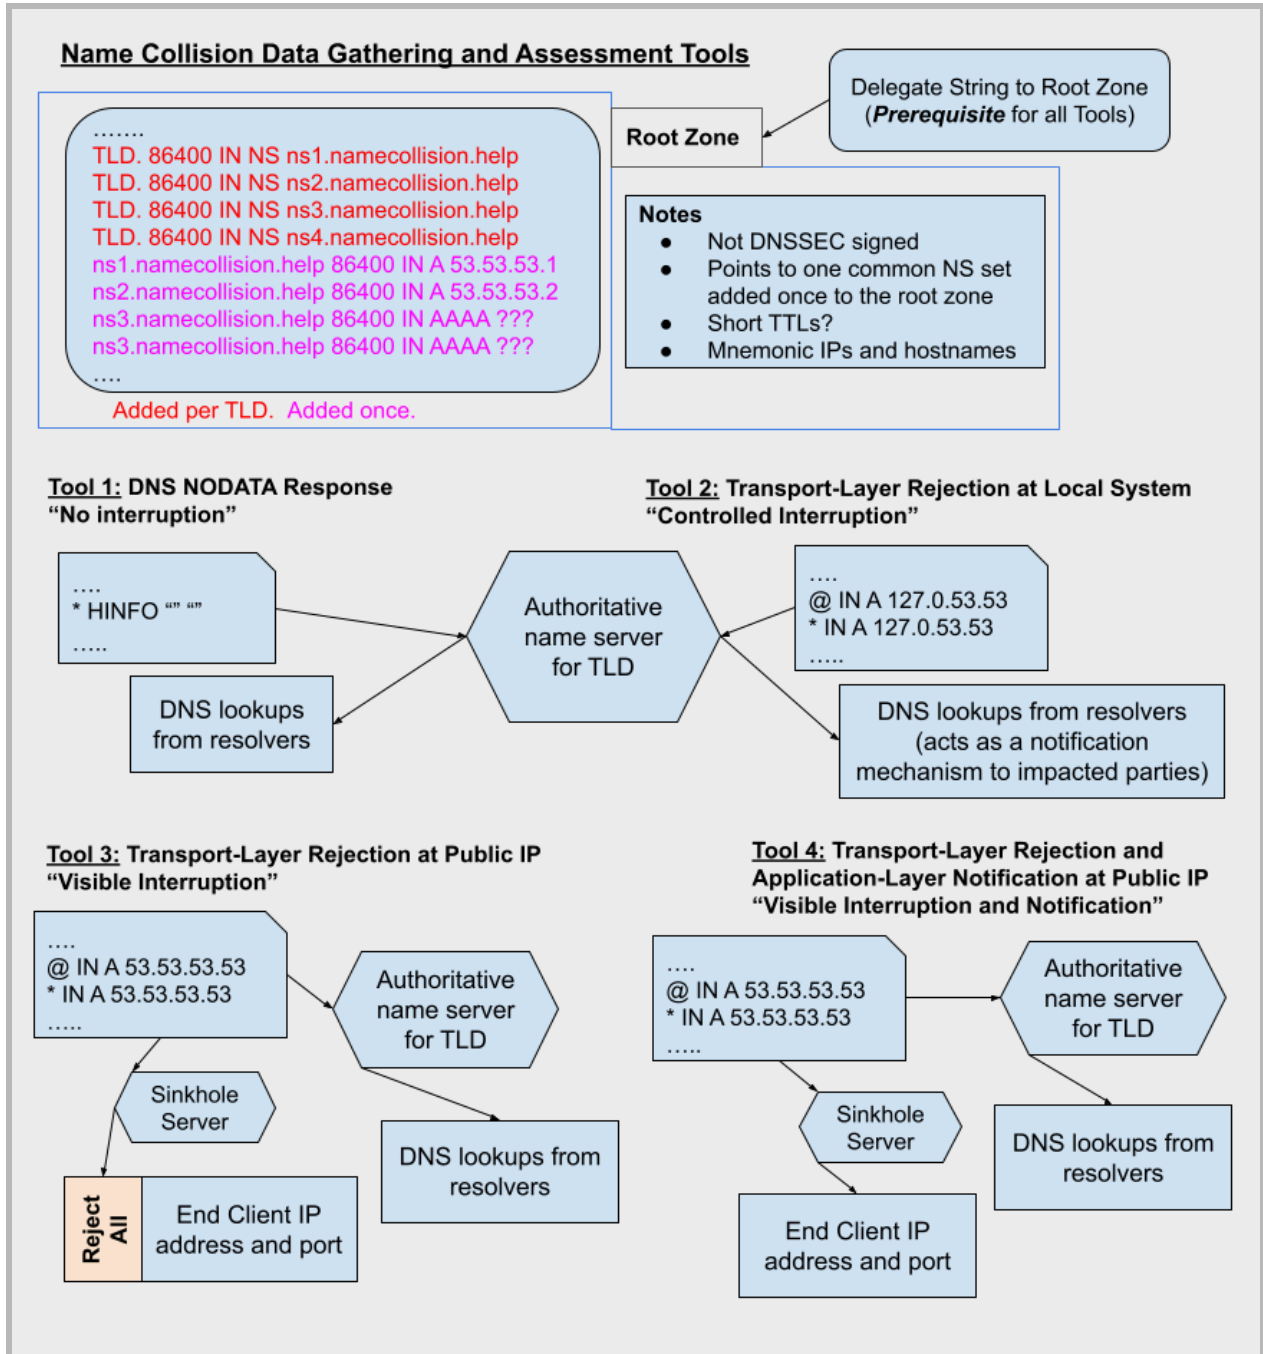 Name Collision Data Gathering and Assessment Tools
Delegate String to Root Zone
(Prerequisite for all Tools)
Root Zone
.......
TLD. 86400 IN NS ns1.namecollision.help
TLD. 86400 IN NS ns2.namecollision.help
TLD. 86400 IN NS ns3.namecollision.help
TLD. 86400 IN NS ns4.namecollision.help
ns1.namecollision.help 86400 IN A 53.53.53.1
ns2.namecollision.help 86400 IN A 53.53.53.2
ns3.namecollision.help 86400 IN AAAA ???
ns3.namecollision.help 86400 IN AAAA ???
....
Added per TLD. Added once.
Notes
● Not DNSSEC signed
● Points to one common NS set
added once to the root zone
● Short TTLs?
● Mnemonic IPs and hostnames
Tool 1: DNS NODATA Response
“No interruption”
....
* HINFO “” “”
.....
DNS lookups
from resolvers
Authoritative
name server
for TLD
Tool 2: Transport-Layer Rejection at Local System
“Controlled Interruption”
....
@ IN A 127.0.53.53
* IN A 127.0.53.53
.....
DNS lookups from resolvers
(acts as a notification
mechanism to impacted parties)
Tool 3: Transport-Layer Rejection at Public IP
“Visible Interruption”
....
@ IN A 53.53.53.53
* IN A 53.53.53.53
.....
Authoritative
name server
for TLD
Sinkhole
Server
DNS lookups from
resolvers
Reject
All
End Client IP
address and port
Tool 4: Transport-Layer Rejection and
Application-Layer Notification at Public IP
“Visible Interruption and Notification”
....
@ IN A 53.53.53.53
* IN A 53.53.53.53
.....
Authoritative
name server
for TLD
Sinkhole
Server
DNS lookups from
resolvers
End Client IP
address and port